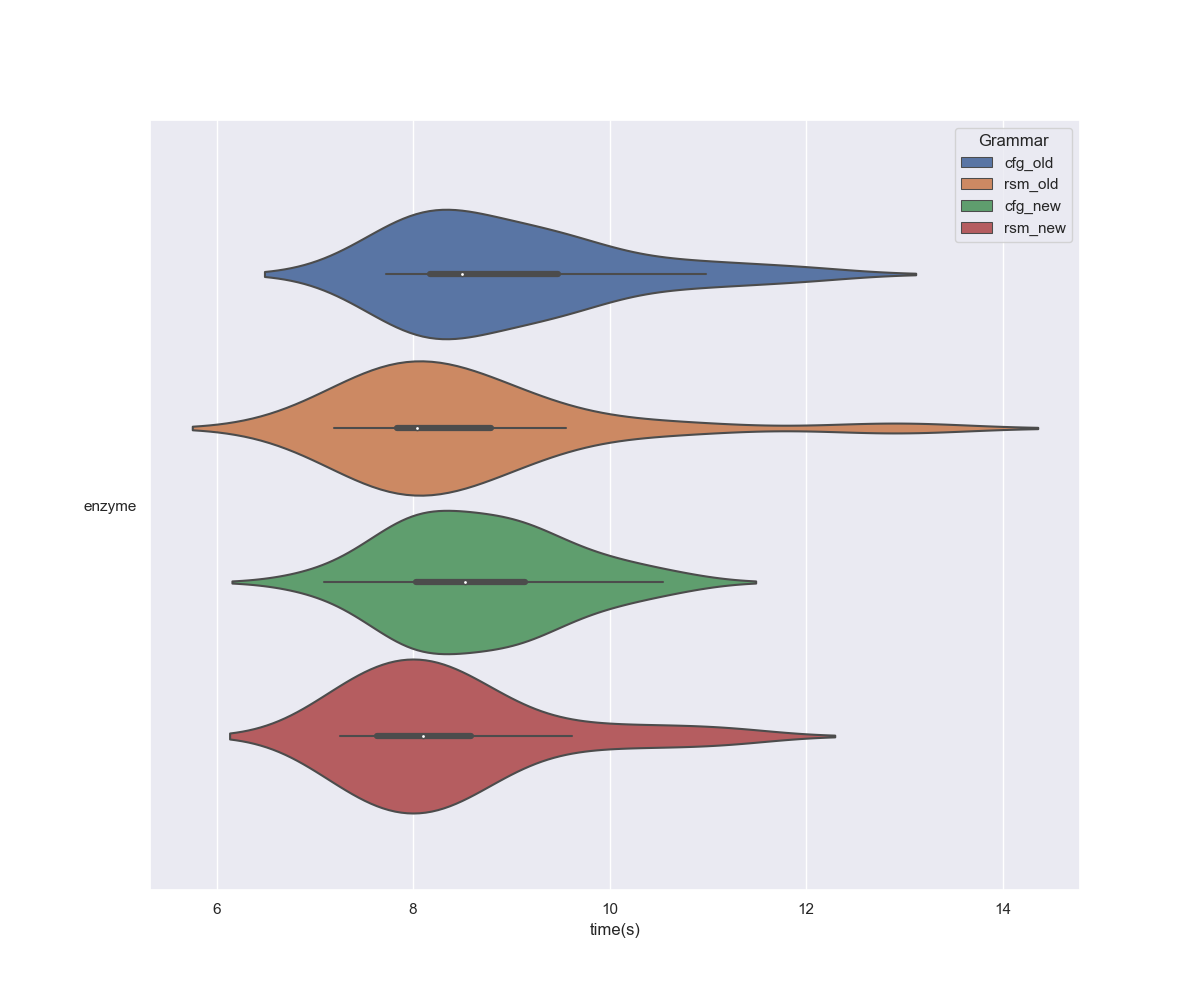 Grammar
cfg_old
rsm_old
cfg_new
rsm_new
enzyme
6 8 10 12 14
time(s)